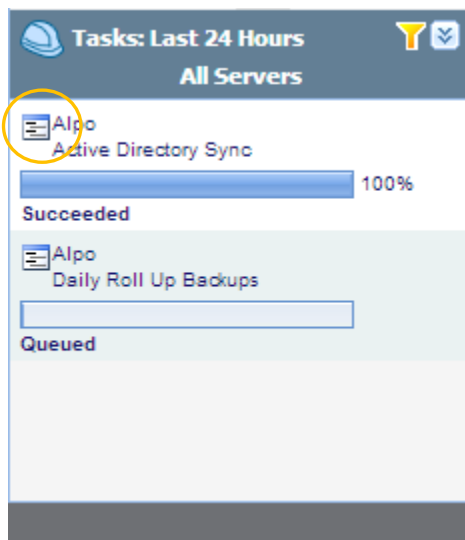 Tasks: Last 24 Hours
All Servers
Alpo
Active Directory Sync
100%
Succeeded
Alpo
Daily Roll Up Backups
Queued